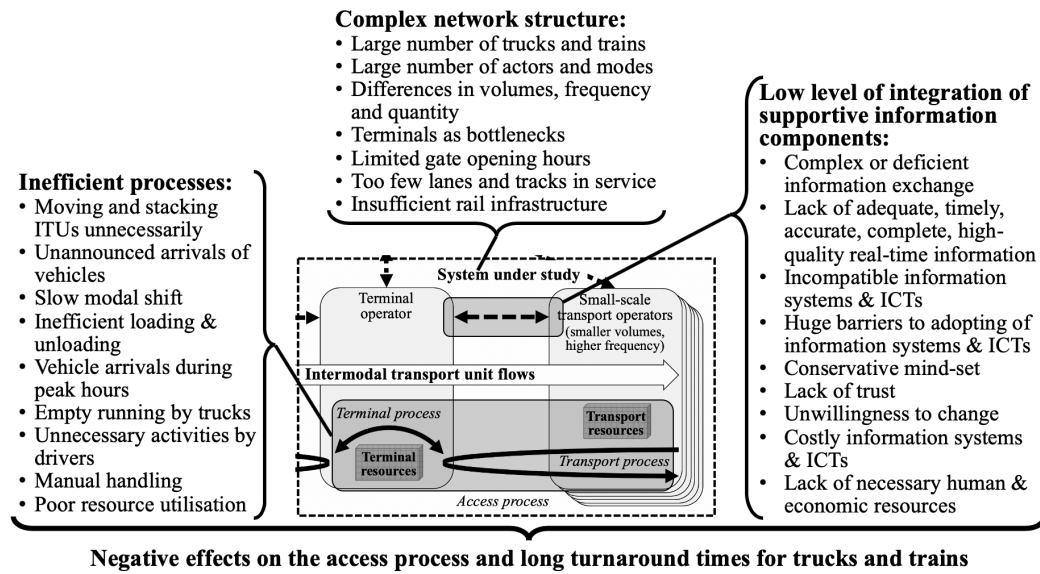 Complex network structure:
• Large number of trucks and trains
• Large number of actors and modes
• Differences in volumes, frequency
and quantity
• Terminals as bottlenecks
• Limited gate opening hours
• Too few lanes and tracks in service
• Insufficient rail infrastructure
Inefficient processes:
• Moving and stacking
ITUs unnecessarily
• Unannounced arrivals of
vehicles
• Slow modal shift
• Inefficient loading &
unloading
• Vehicle arrivals during
peak hours
• Empty running by trucks
• Unnecessary activities by
drivers
• Manual handling
• Poor resource utilisation
System under study
Terminal
operator
Small-scale
transport operators
(smaller volumes,
higher frequency)
Intermodal transport unit flows
Terminal process
Terminal
resources
Transport
resources
Transport process
Access process
Low level of integration of
supportive information
components:
• Complex or deficient
information exchange
• Lack of adequate, timely,
accurate, complete, high-
quality real-time information
• Incompatible information
systems & ICTs
• Huge barriers to adopting of
information systems & ICTs
• Conservative mind-set
• Lack of trust
• Unwillingness to change
• Costly information systems
& ICTs
• Lack of necessary human &
economic resources
Negative effects on the access process and long turnaround times for trucks and trains